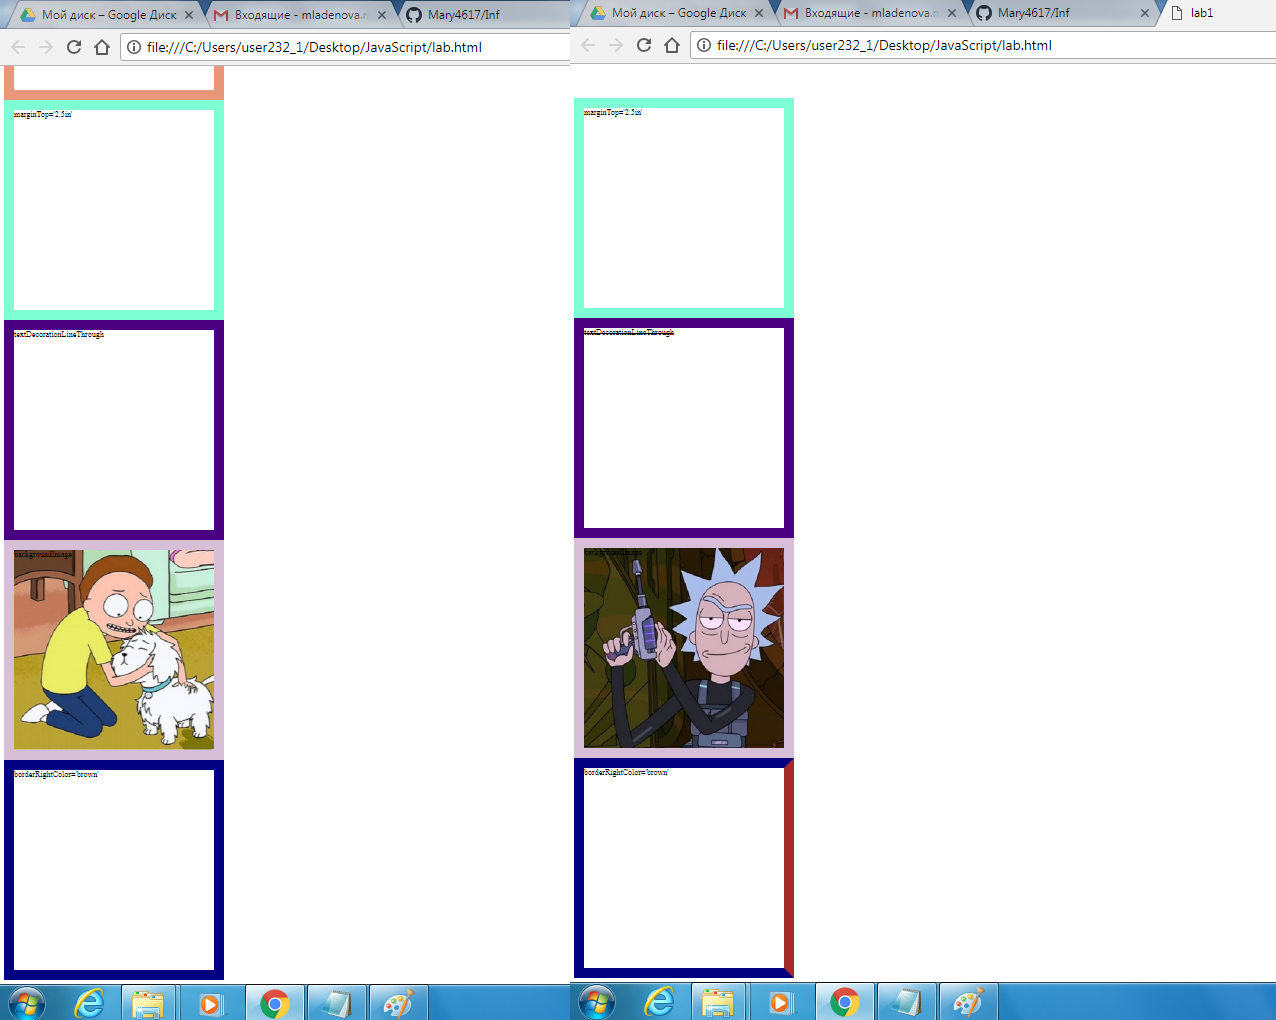 Мой диск – Google Диск
Входящие - mladenova.m
Mary4617/Inf
file:///C:/Users/user232_1/Desktop/JavaScript/lab.html
marginTop='2.5in'
textDecorationLineThrough
backgroundImage
borderRightColor='brown'
Мой диск – Google Диск
Входящие - mladenova.m
Mary4617/Inf
lab1
file:///C:/Users/user232_1/Desktop/JavaScript/lab.html
marginTop='2.5in'
textDecorationLineThrough
backgroundImage
borderRightColor='brown'